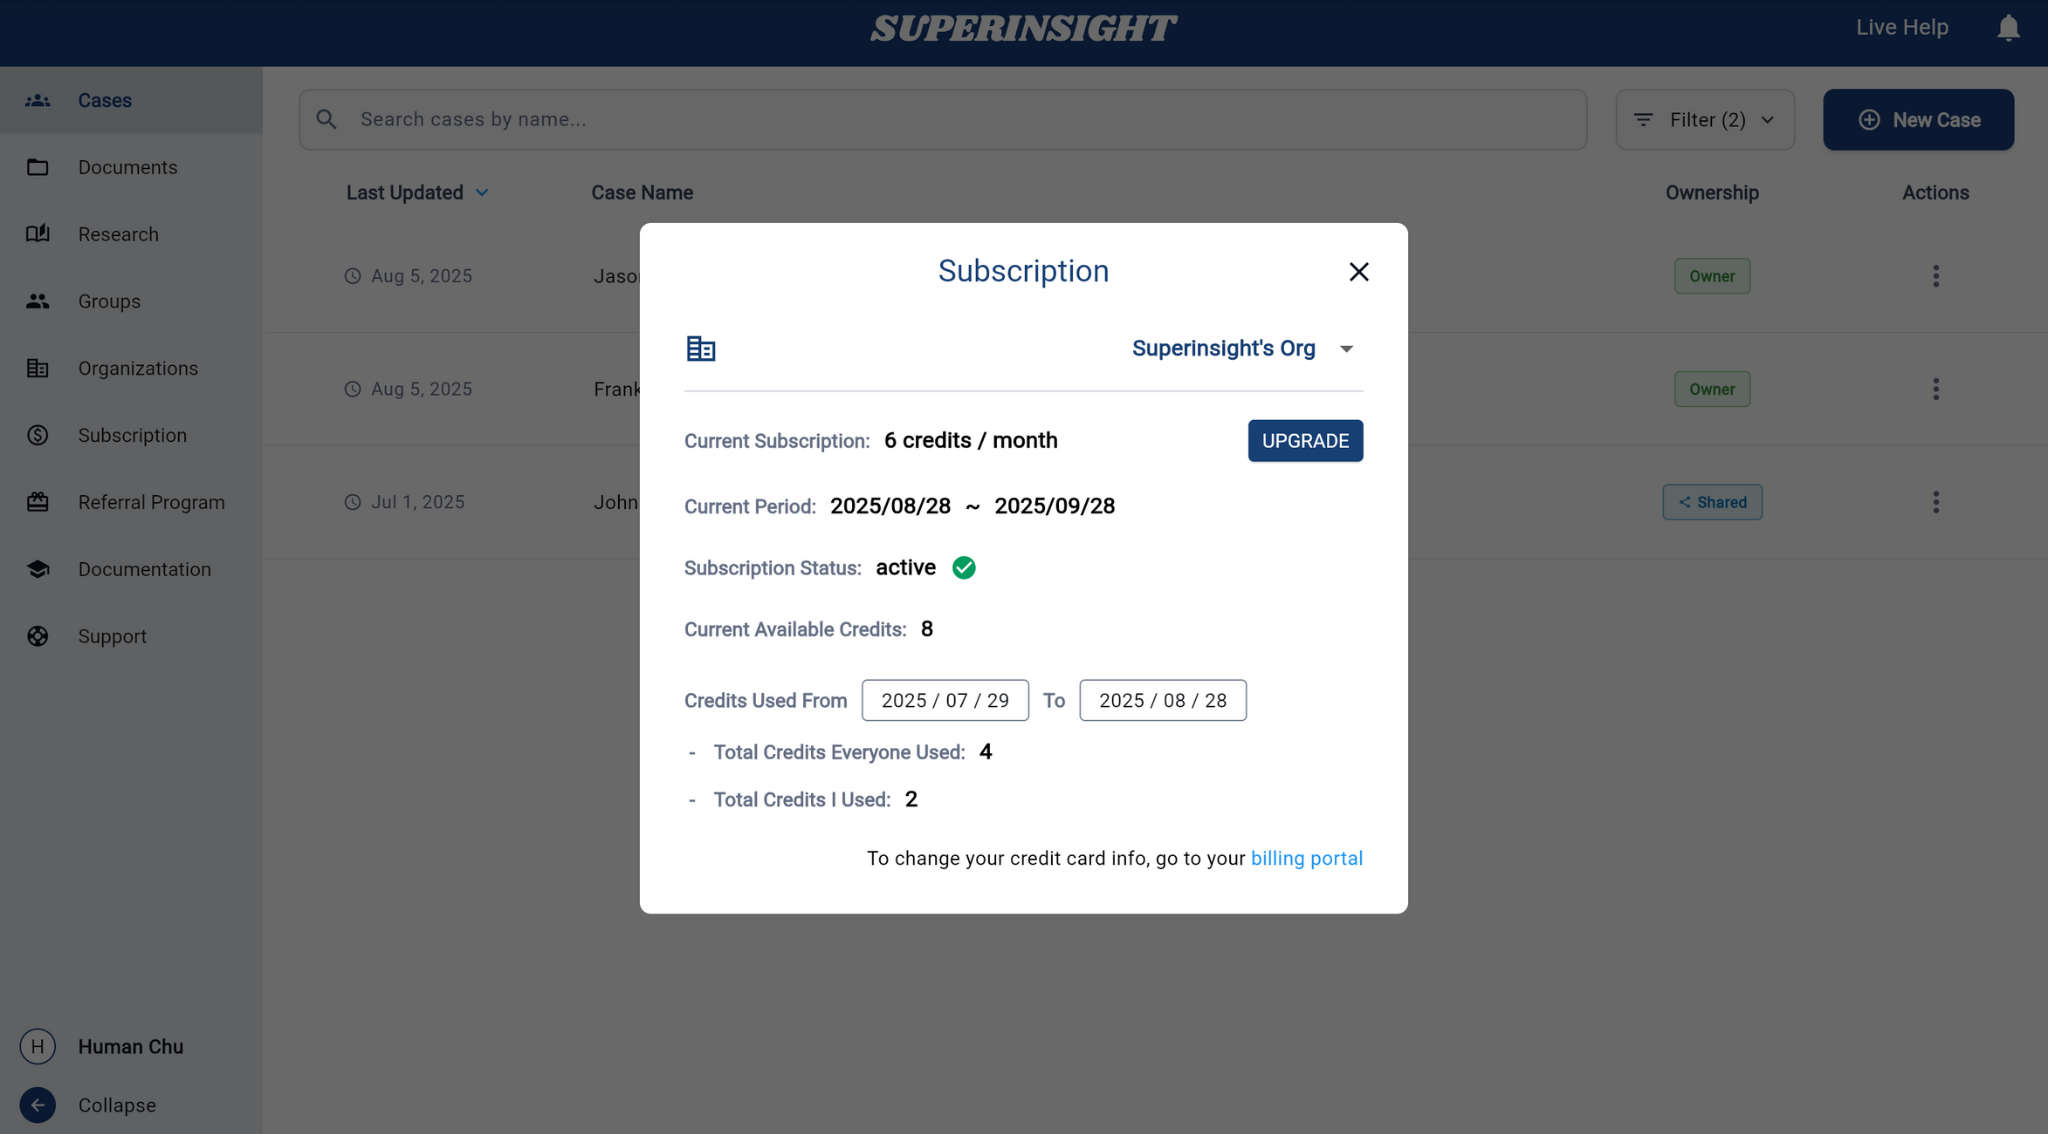 SUPERINSIGHT
Live Help
Cases
Documents
Research
Groups
Organizations
Subscription
Referral Program
Documentation
Support
Human Chu
H
Collapse
Search cases by name...
Filter (2)
New Case
Last Updated Case Name Ownership Actions
Aug 5, 2025 Jaso Owner
Aug 5, 2025 Frank Owner
Jul 1, 2025 John Shared
Subscription
Superinsight's Org
Current Subscription: 6 credits / month UPGRADE
Current Period: 2025/08/28 ~ 2025/09/28
Subscription Status: active
Current Available Credits: 8
Credits Used From 2025 / 07 / 29 To 2025 / 08 / 28
- Total Credits Everyone Used: 4
- Total Credits I Used: 2
To change your credit card info, go to your billing portal